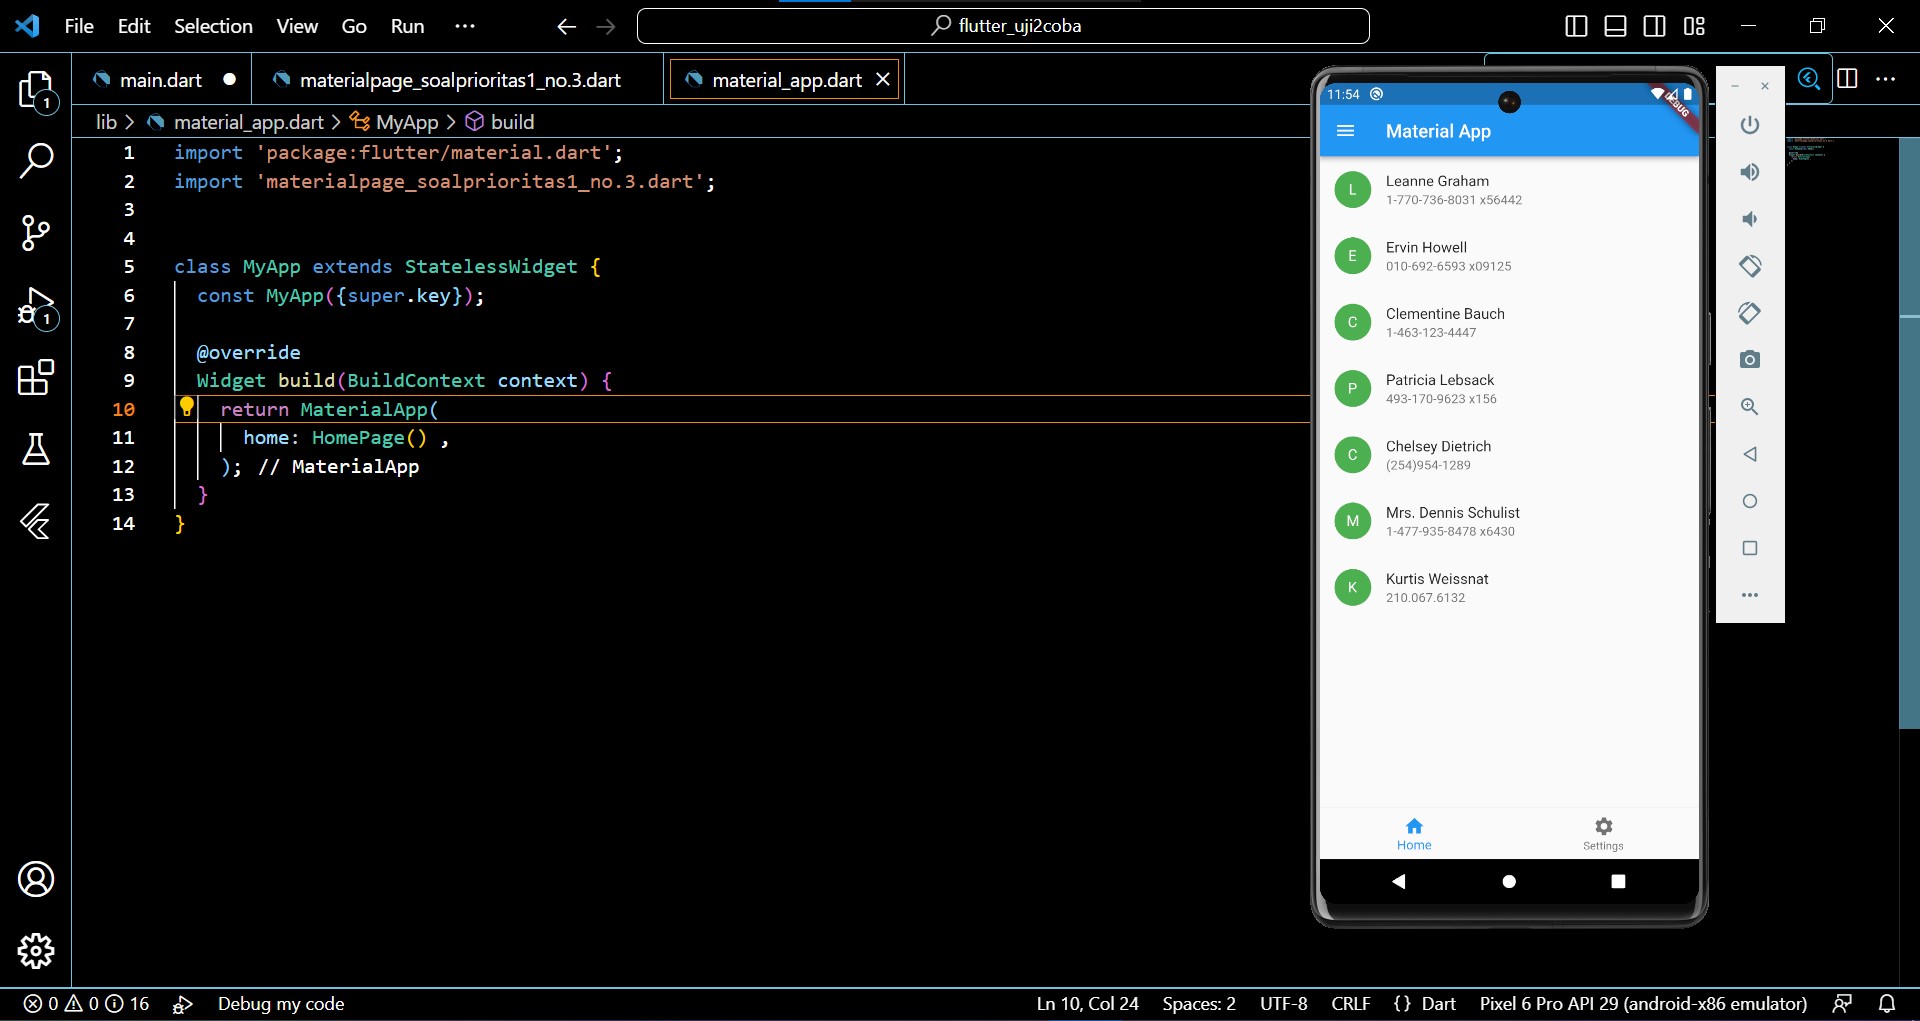 File Edit Selection View Go Run ··· flutter_uji2coba
main.dart materialpage_soalprioritas1_no.3.dart material_app.dart
lib > material_app.dart > MyApp > build
1 import 'package:flutter/material.dart';
2 import 'materialpage_soalprioritas1_no.3.dart';
3
4
5 class MyApp extends StatelessWidget {
6 const MyApp({super.key});
7
8 @override
9 Widget build(BuildContext context) {
10 return MaterialApp(
11 home: HomePage() ,
12 ); // MaterialApp
13 }
14 }
1
1
11:54
DEBUG
Material App
L Leanne Graham
1-770-736-8031 x56442
E Ervin Howell
010-692-6593 x09125
C Clementine Bauch
1-463-123-4447
P Patricia Lebsack
493-170-9623 x156
C Chelsey Dietrich
(254)954-1289
M Mrs. Dennis Schulist
1-477-935-8478 x6430
K Kurtis Weissnat
210.067.6132
Home Settings
0 0 16 Debug my code Ln 10, Col 24 Spaces: 2 UTF-8 CRLF {} Dart Pixel 6 Pro API 29 (android-x86 emulator)